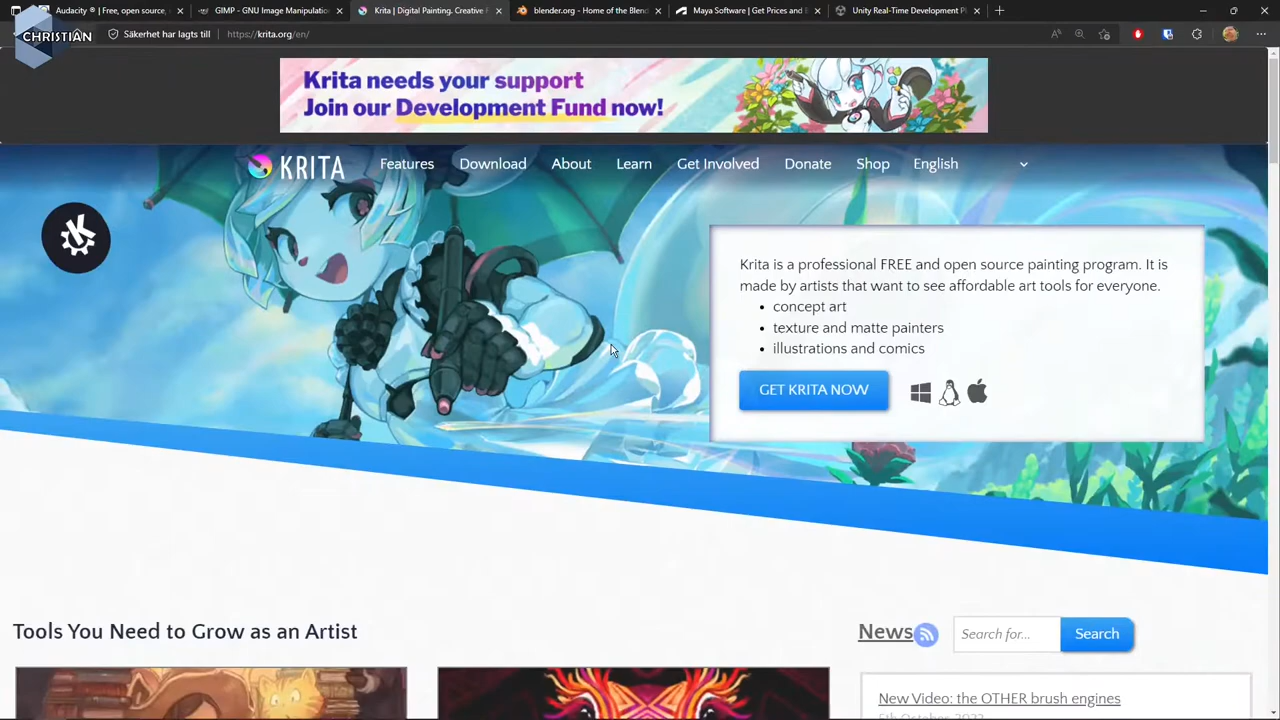 Audacity ® | Free, open source,
GIMP - GNU Image Manipulation
Krita | Digital Painting. Creative F
blender.org - Home of the Blend
Maya Software | Get Prices and B
Unity Real-Time Development Pl
CHRISTIAN
Säkerhet har lagts till
https://krita.org/en/
Krita needs your support
Join our Development Fund now!
KRITA
Features
Download
About
Learn
Get Involved
Donate
Shop
English
Krita is a professional FREE and open source painting program. It is
made by artists that want to see affordable art tools for everyone.
• concept art
• texture and matte painters
• illustrations and comics
GET KRITA NOW
Tools You Need to Grow as an Artist
News
Search for...
Search
New Video: the OTHER brush engines
5th October, 2022